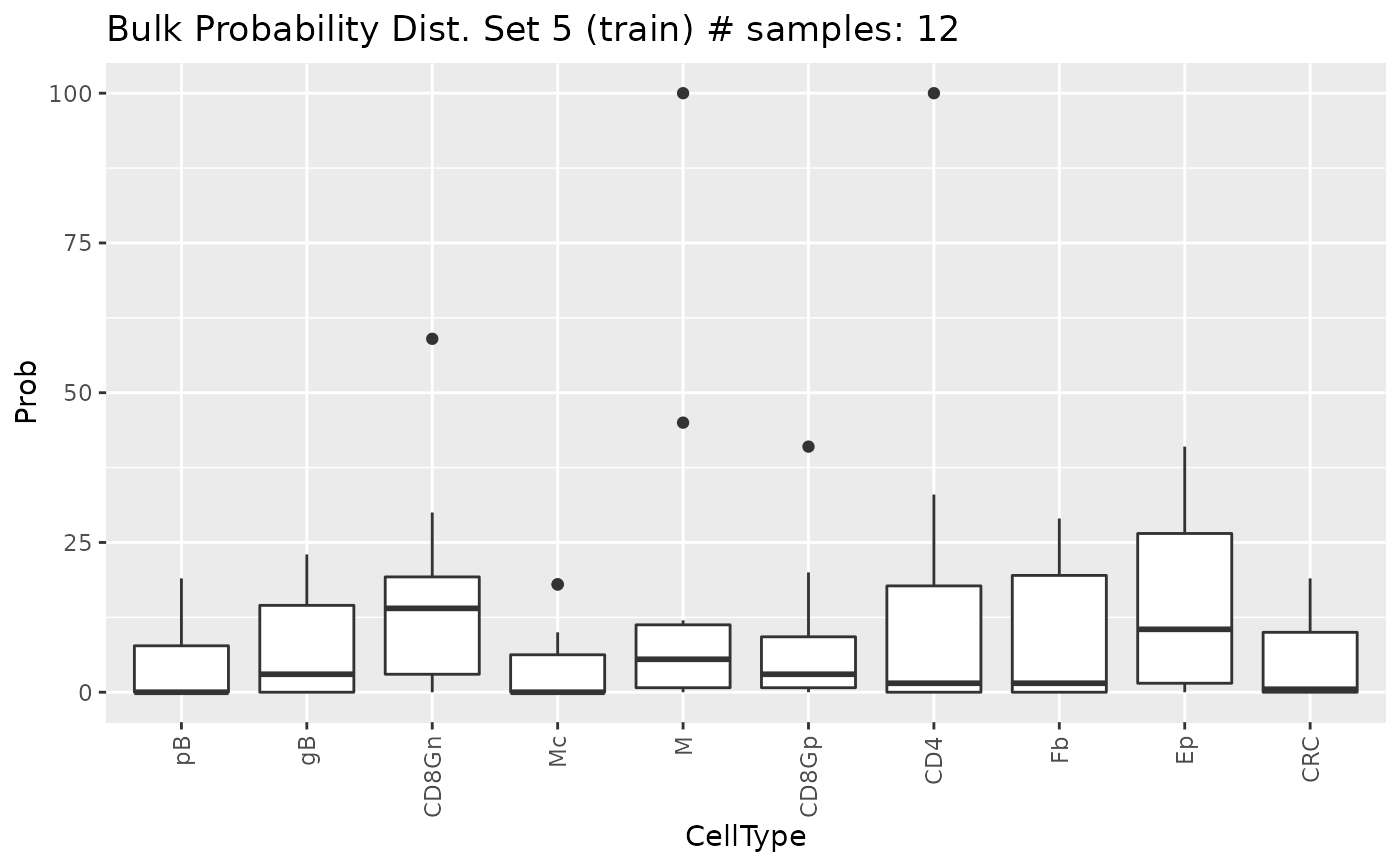 Bulk Probability Dist. Set 5 (train) # samples: 12
100
75
50
25
0
Prob
pB
gB
CD8Gn
Mc
M
CD8Gp
CD4
Fb
Ep
CRC
CellType